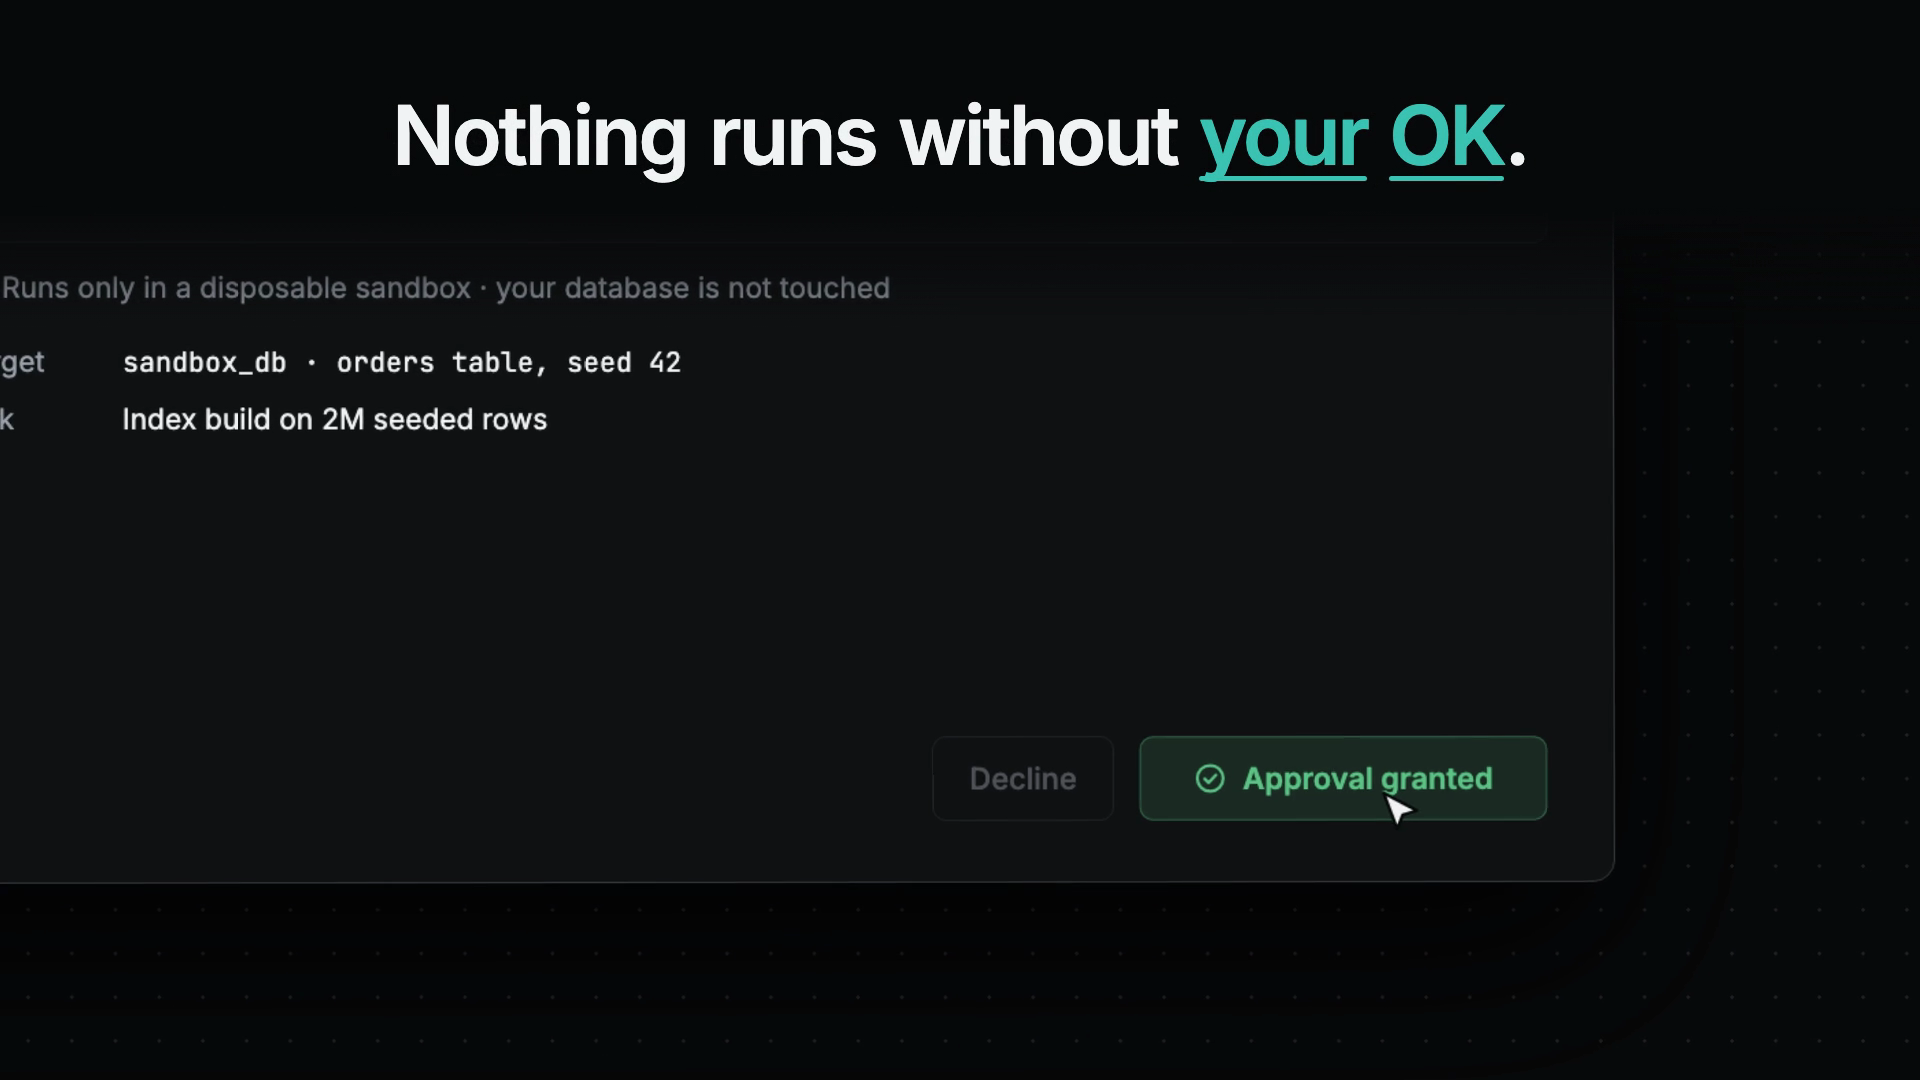 Nothing runs without your OK.
Runs only in a disposable sandbox · your database is not touched
sandbox_db · orders table, seed 42
Index build on 2M seeded rows
Decline
Approval granted